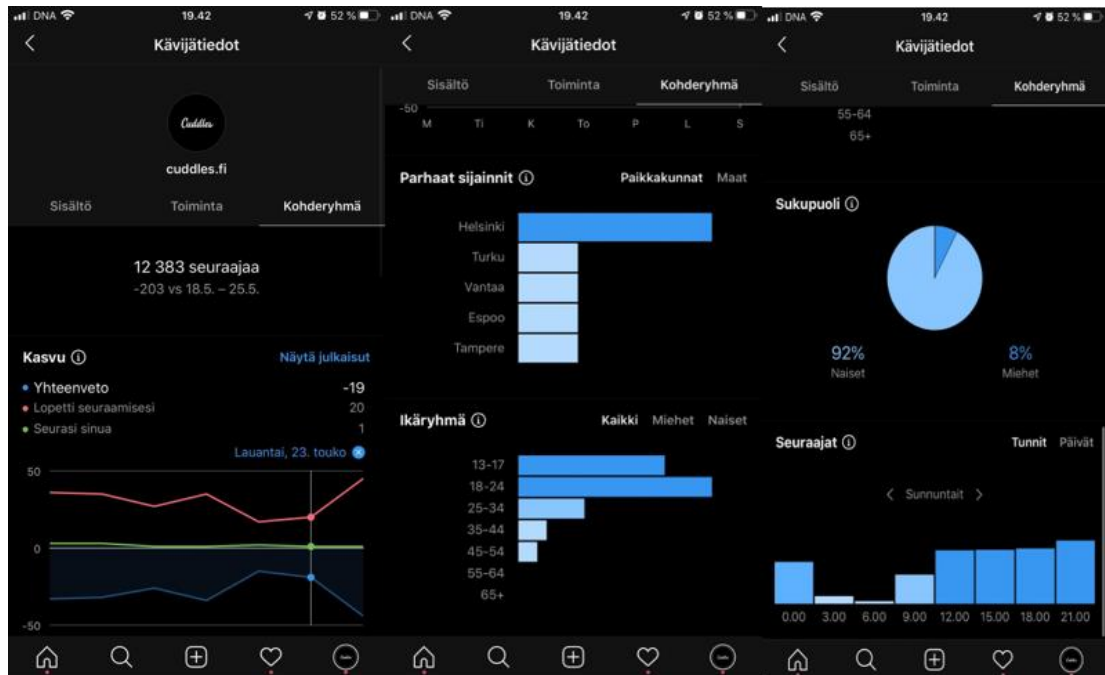 DNA 19.42 52 %
Kävijätiedot
Cuddles
cuddles.fi
Sisältö Toiminta Kohderyhmä
12 383 seuraajaa
-203 vs 18.5. – 25.5.
Kasvu Näytä julkaisut
Yhteenveto -19
Lopetti seuraamisesi 20
Seurasi sinua 1
Lauantai, 23. touko
50
0
-50
DNA 19.42 52 %
Kävijätiedot
Sisältö Toiminta Kohderyhmä
-50
M Ti K To P L S
Parhaat sijainnit Paikkakunnat Maat
Helsinki
Turku
Vantaa
Espoo
Tampere
Ikäryhmä Kaikki Miehet Naiset
13-17
18-24
25-34
35-44
45-54
55-64
65+
DNA 19.42 52 %
Kävijätiedot
Sisältö Toiminta Kohderyhmä
55-64
65+
Sukupuoli
92% 8%
Naiset Miehet
Seuraajat Tunnit Päivät
< Sunnuntait >
0.00 3.00 6.00 9.00 12.00 15.00 18.00 21.00